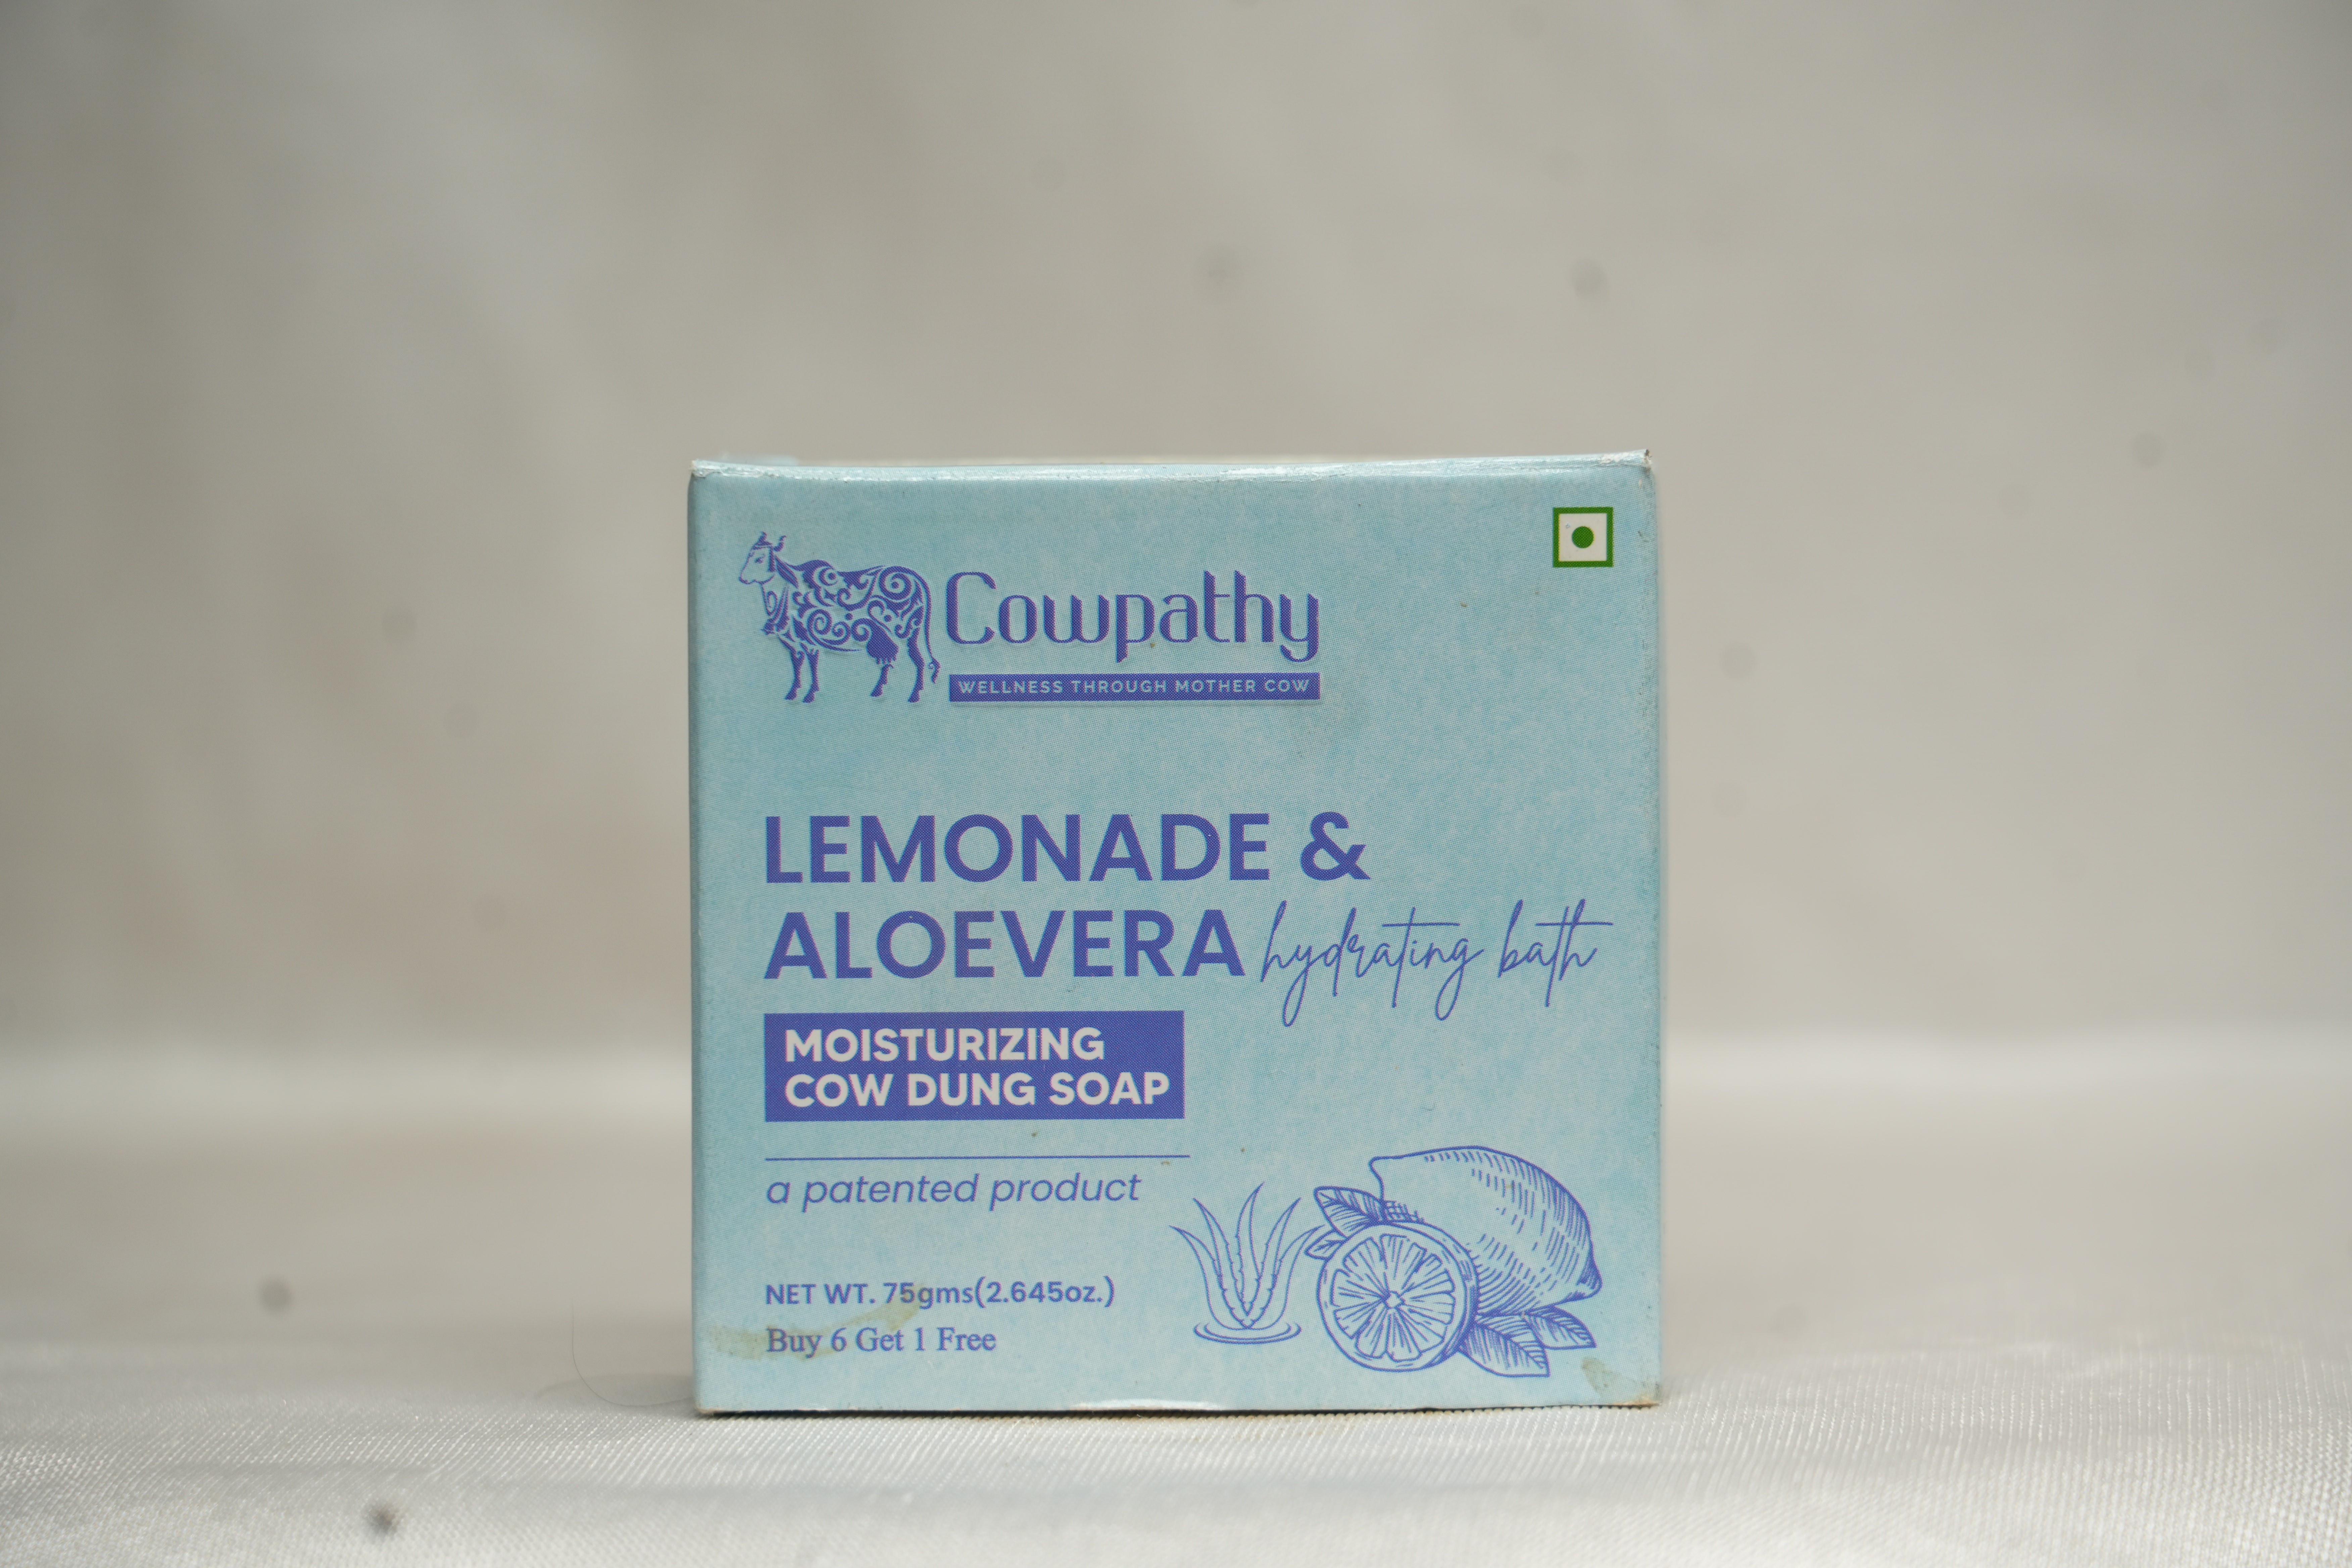 Cowpathy
WELLNESS THROUGH MOTHER COW
LEMONADE &
ALOEVERA hydrating bath
MOISTURIZING
COW DUNG SOAP
a patented product
NET WT. 75gms(2.645oz.)
Buy 6 Get 1 Free